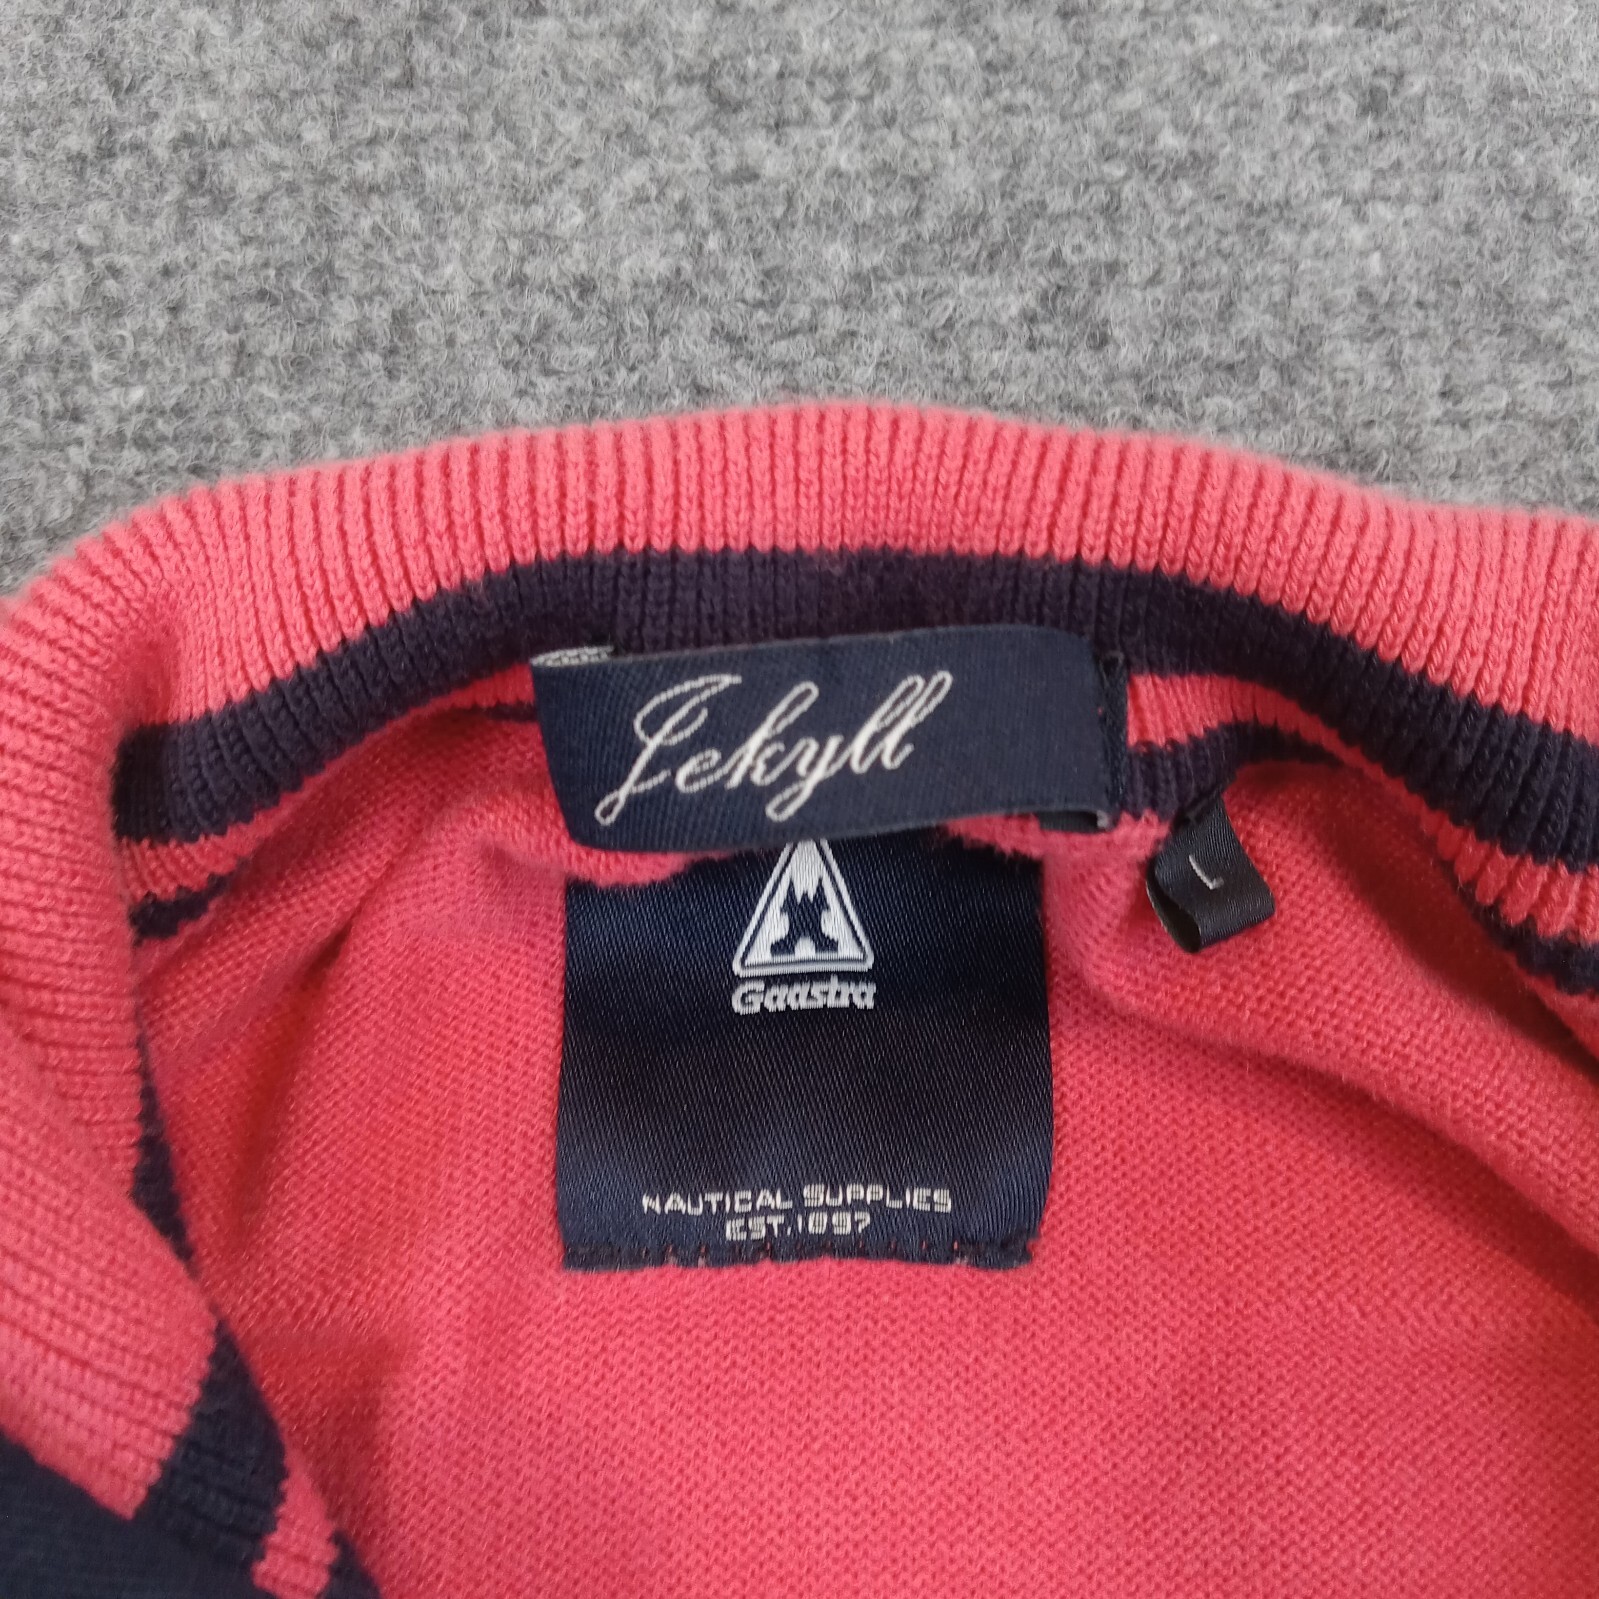 Jekyll
L
Gaastra
NAUTICAL SUPPLIES
EST.1897